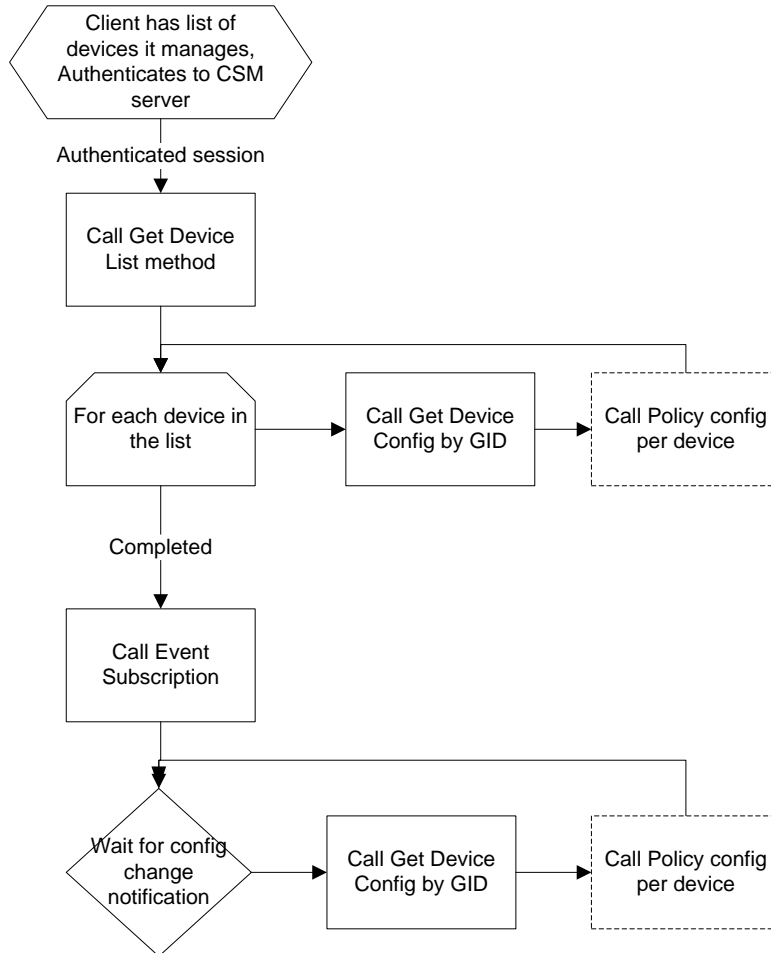 Client has list of
devices it manages,
Authenticates to CSM
server
Authenticated session
Call Get Device
List method
For each device in
the list
Call Get Device
Config by GID
Call Policy config
per device
Completed
Call Event
Subscription
Wait for config
change
notification
Call Get Device
Config by GID
Call Policy config
per device